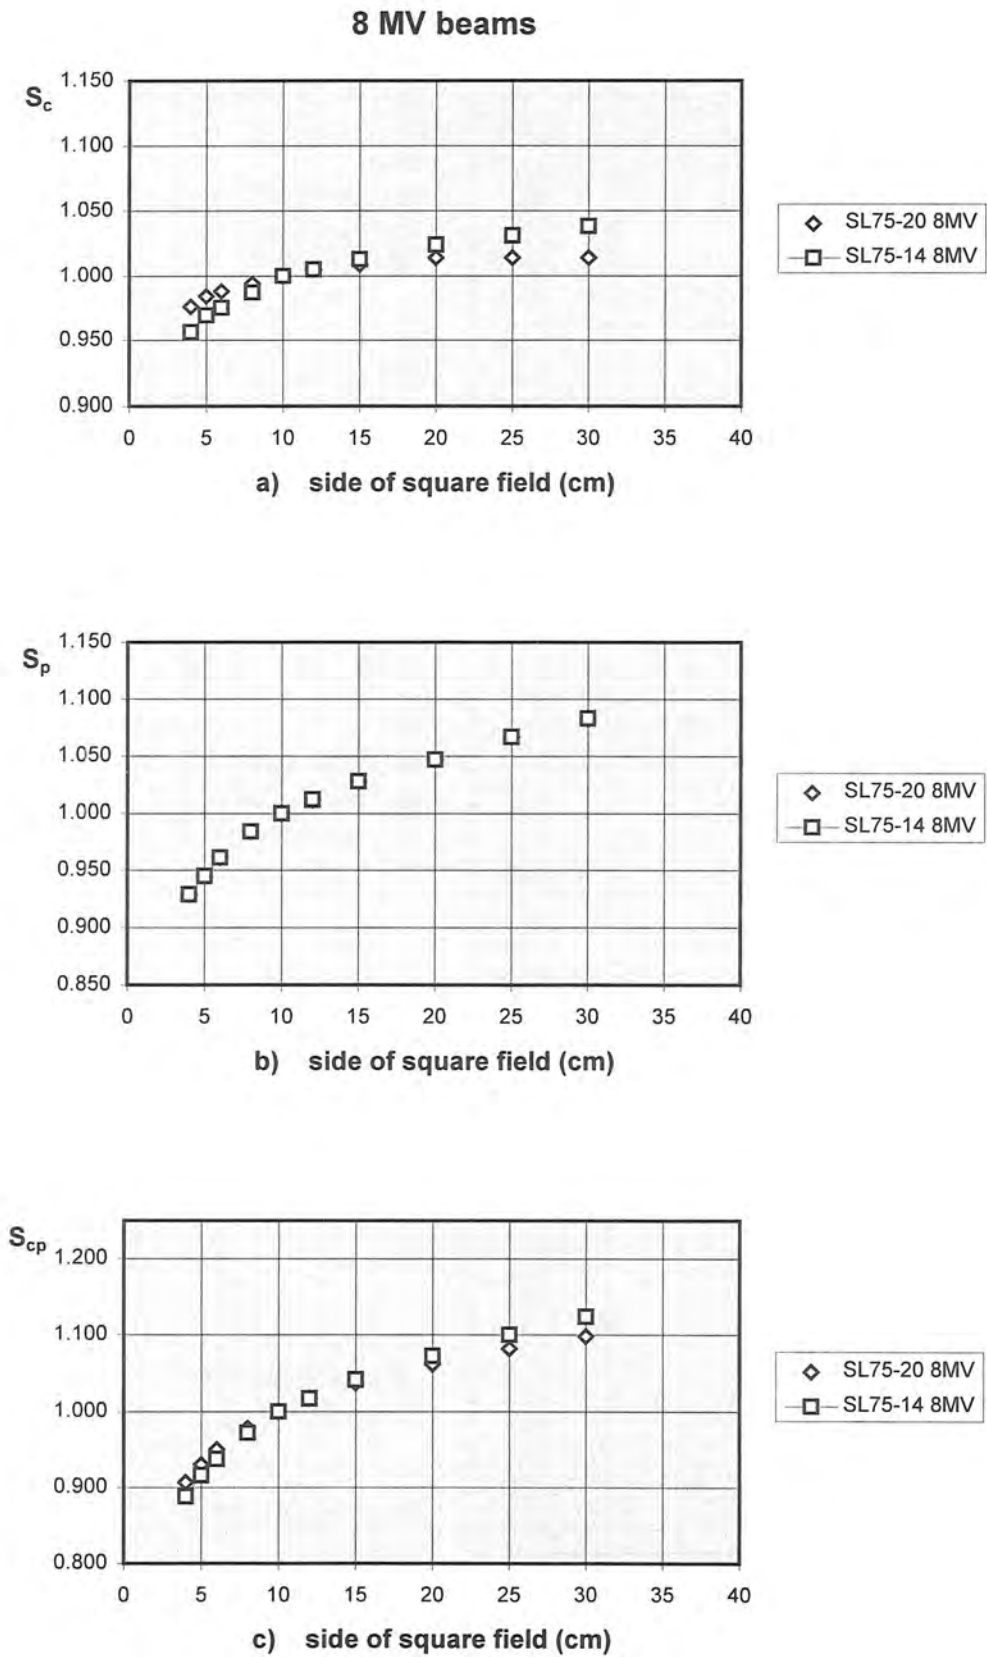 8 MV beams
Sc
1.150
1.100
1.050
1.000
0.950
0.900
0 5 10 15 20 25 30 35 40
a) side of square field (cm)
SL75-20 8MV
SL75-14 8MV
Sp
1.150
1.100
1.050
1.000
0.950
0.900
0.850
0 5 10 15 20 25 30 35 40
b) side of square field (cm)
SL75-20 8MV
SL75-14 8MV
Scp
1.200
1.100
1.000
0.900
0.800
0 5 10 15 20 25 30 35 40
c) side of square field (cm)
SL75-20 8MV
SL75-14 8MV